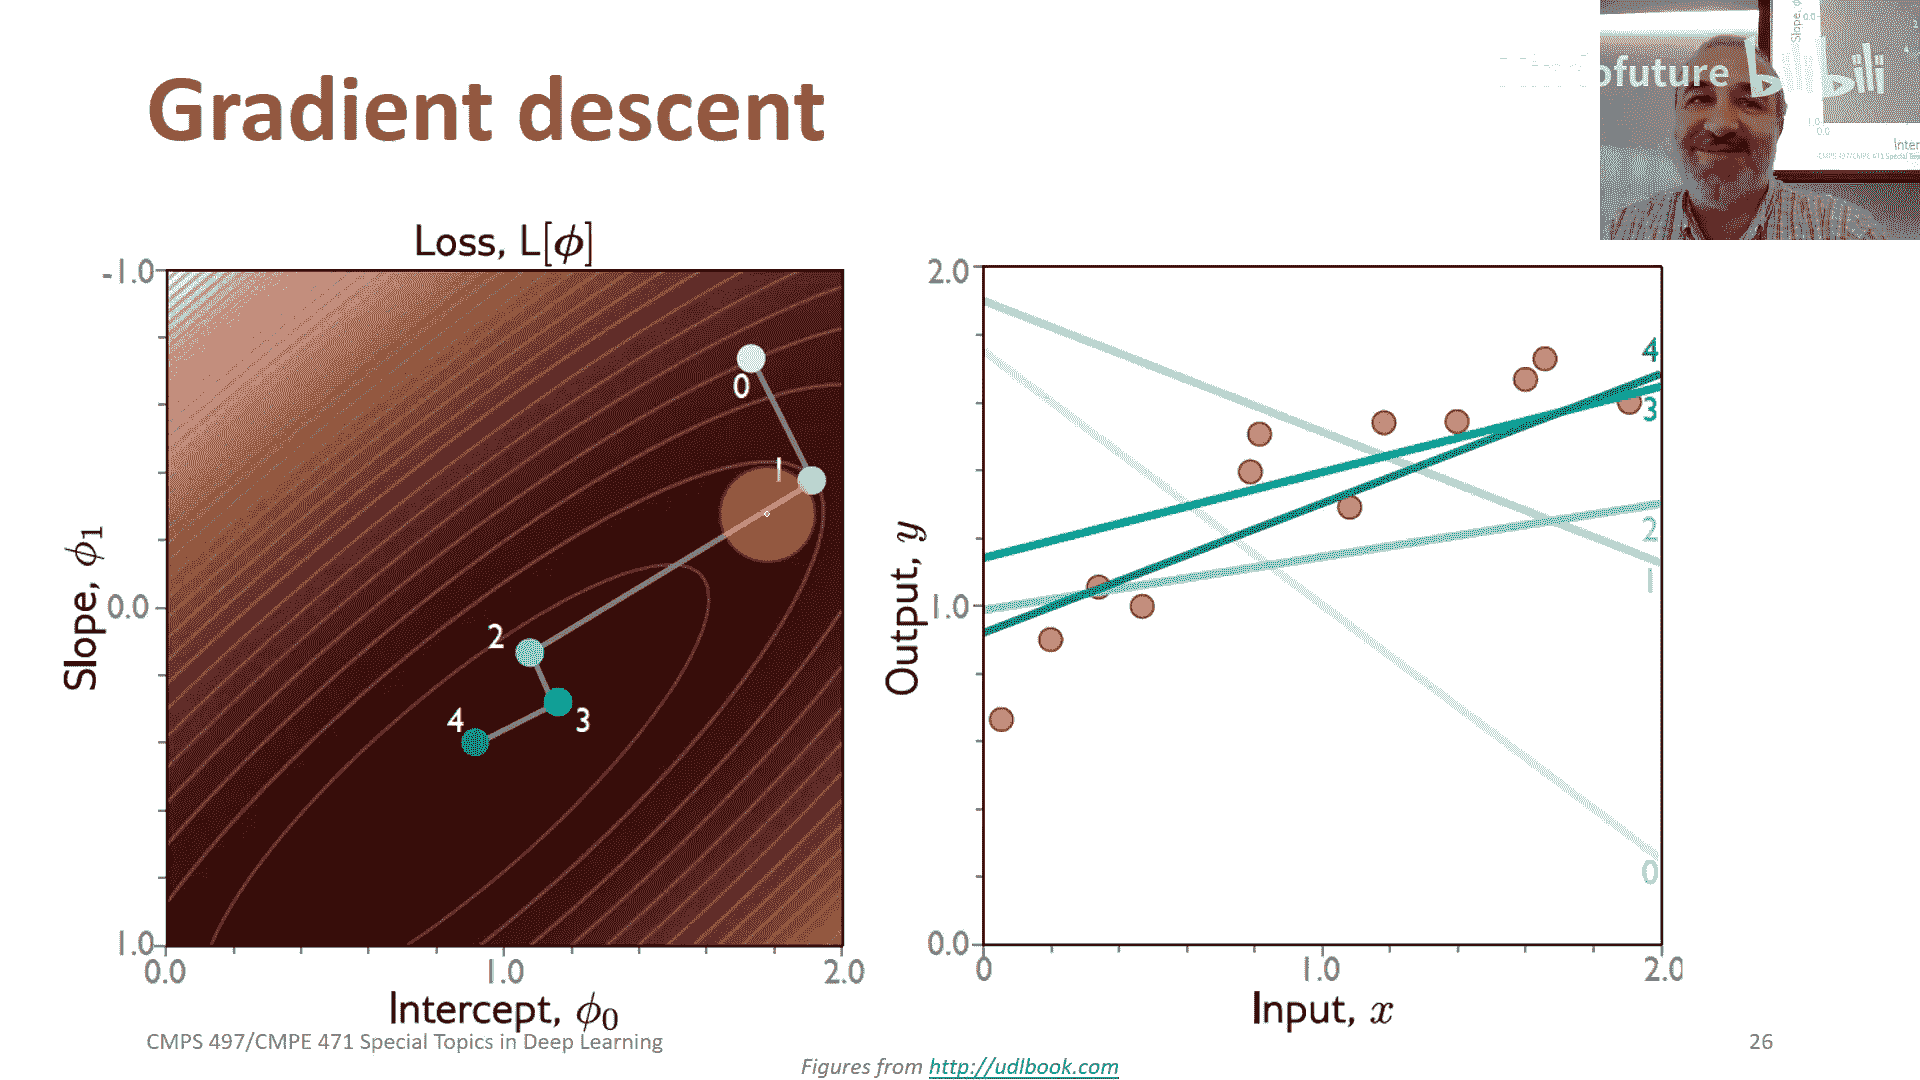 Gradient descent
ofuture bilibili
Loss, L[ϕ]
-1.0
0.0
1.0
Slope, ϕ1
0
1
2
3
4
0.0
1.0
2.0
Intercept, ϕ0
2.0
1.0
0.0
Output, y
4
3
2
1
0
0
1.0
2.0
Input, x
CMPS 497/CMPE 471 Special Topics in Deep Learning
26
Figures from http://udlbook.com